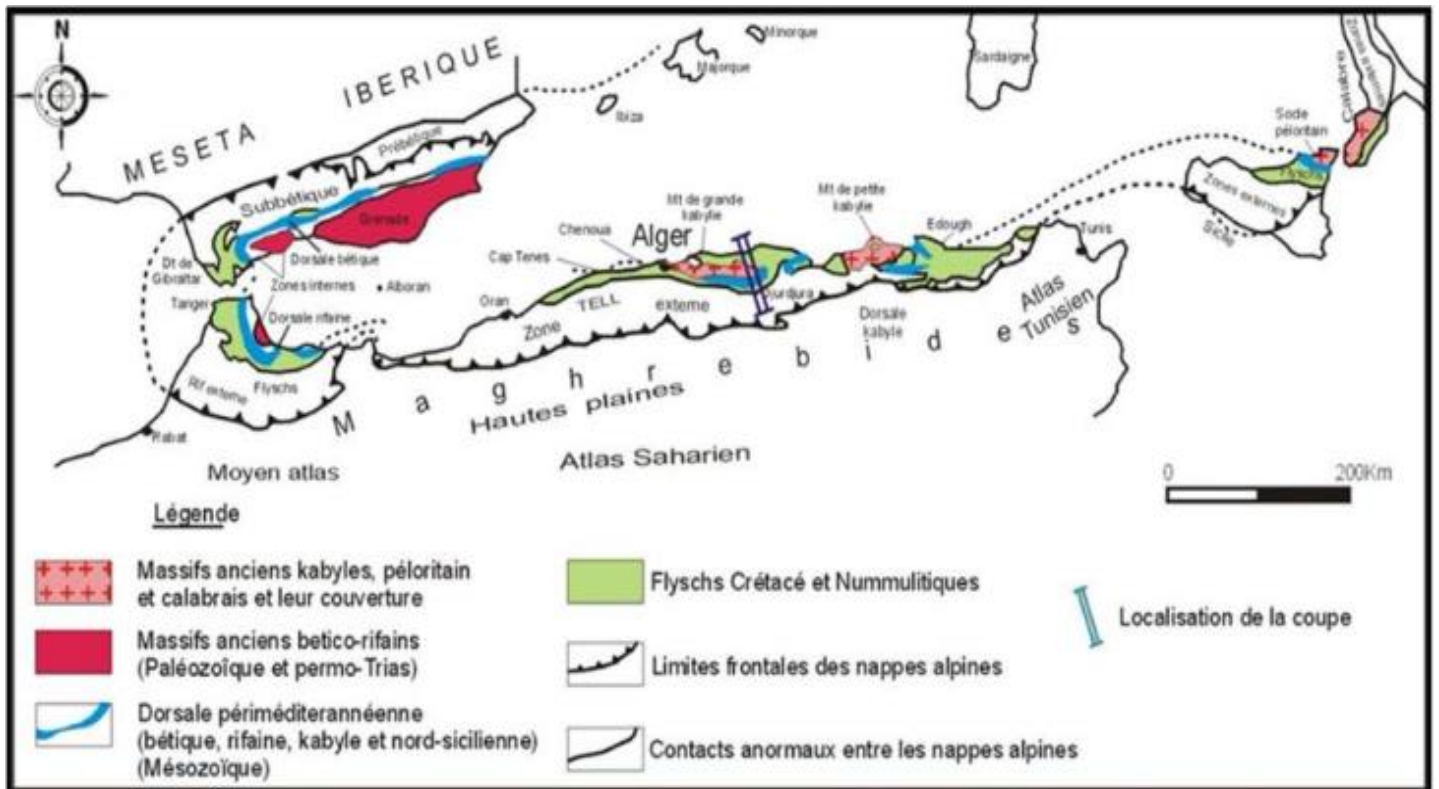 N
MESETA IBERIQUE
Minorque
Majorque
Ibiza
Sardaigne
Calabre
Zones externes
Socle
péloritain
Flyschs
Zones externes
Sicile
Prébétique
Subbétique
Grenade
Dorsale bétique
Dt de
Gibraltar
Zones internes
Alboran
Tanger
Dorsale rifaine
Flyschs
Rif externe
Rabat
Mt de grande
kabylie
Mt de petite
kabylie
Chenoua
Alger
Edough
Cap Tenes
Tunis
Oran
TELL
Zone externe
Djurdjura
Dorsale
kabyle
Atlas
Tunisien
Maghrebides
Hautes plaines
Moyen atlas
Atlas Saharien
0 200Km
Légende
Massifs anciens kabyles, péloritain
et calabrais et leur couverture
Massifs anciens betico-rifains
(Paléozoïque et permo-Trias)
Dorsale périméditerannéenne
(bétique, rifaine, kabyle et nord-sicilienne)
(Mésozoïque)
Flyschs Crétacé et Nummulitiques
Limites frontales des nappes alpines
Contacts anormaux entre les nappes alpines
Localisation de la coupe